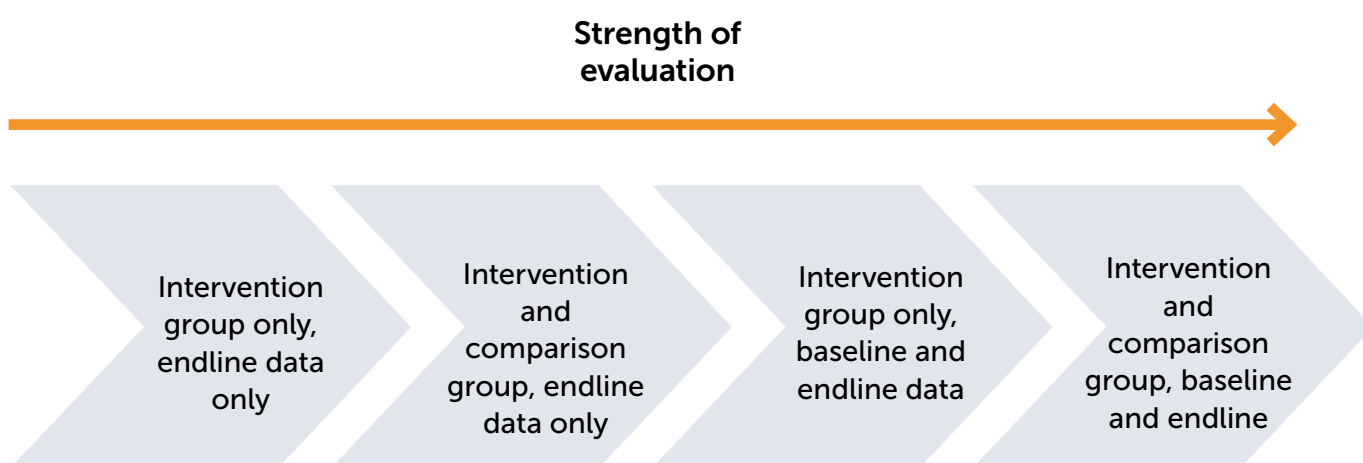 Strength of
evaluation
Intervention
group only,
endline data
only
Intervention
and
comparison
group, endline
data only
Intervention
group only,
baseline and
endline data
Intervention
and
comparison
group, baseline
and endline